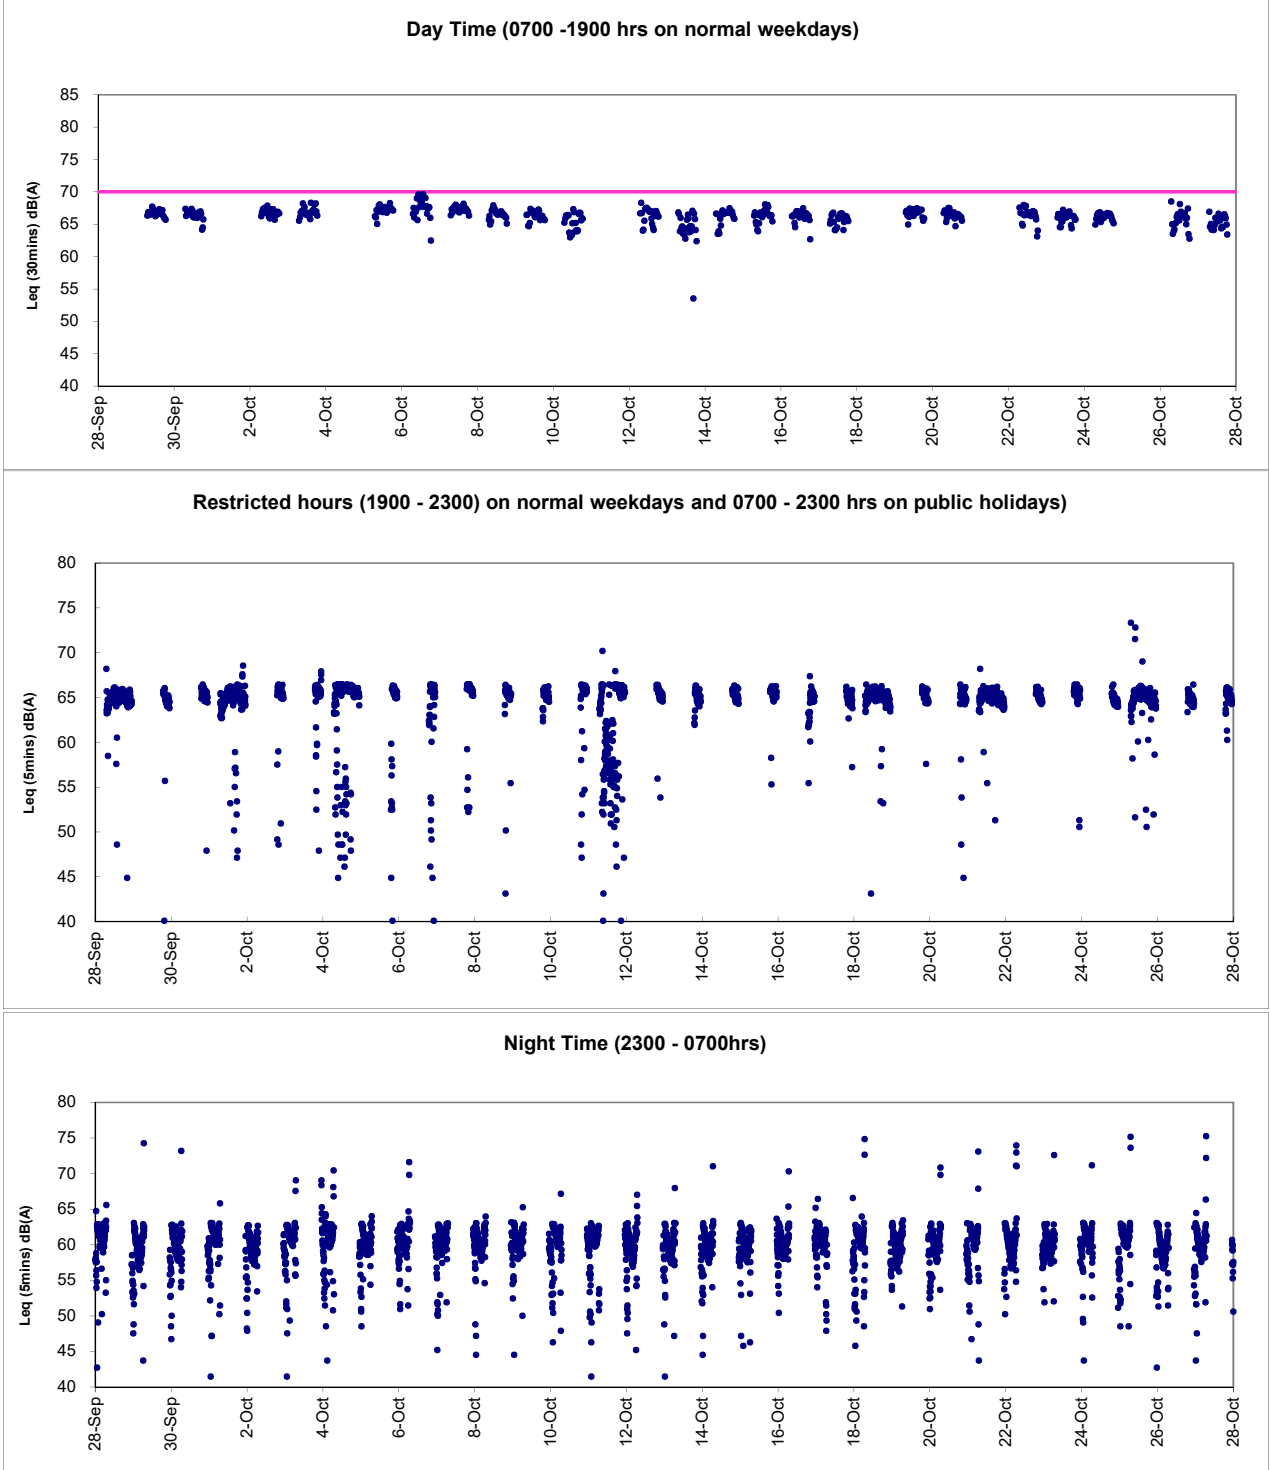 Day Time (0700 -1900 hrs on normal weekdays)
Leq (30mins) dB(A)
85
80
75
70
65
60
55
50
45
40
28-Sep
30-Sep
2-Oct
4-Oct
6-Oct
8-Oct
10-Oct
12-Oct
14-Oct
16-Oct
18-Oct
20-Oct
22-Oct
24-Oct
26-Oct
28-Oct
Restricted hours (1900 - 2300) on normal weekdays and 0700 - 2300 hrs on public holidays)
Leq (5mins) dB(A)
80
75
70
65
60
55
50
45
40
28-Sep
30-Sep
2-Oct
4-Oct
6-Oct
8-Oct
10-Oct
12-Oct
14-Oct
16-Oct
18-Oct
20-Oct
22-Oct
24-Oct
26-Oct
28-Oct
Night Time (2300 - 0700hrs)
Leq (5mins) dB(A)
80
75
70
65
60
55
50
45
40
28-Sep
30-Sep
2-Oct
4-Oct
6-Oct
8-Oct
10-Oct
12-Oct
14-Oct
16-Oct
18-Oct
20-Oct
22-Oct
24-Oct
26-Oct
28-Oct